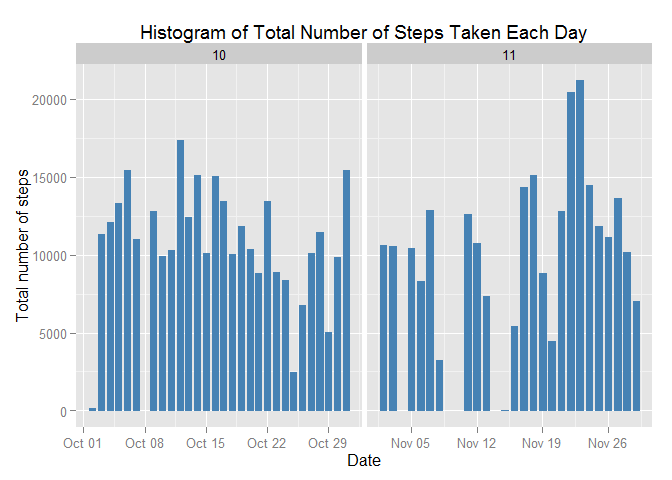 Histogram of Total Number of Steps Taken Each Day
10 11
Total number of steps
20000
15000
10000
5000
0
Oct 01 Oct 08 Oct 15 Oct 22 Oct 29 Nov 05 Nov 12 Nov 19 Nov 26
Date